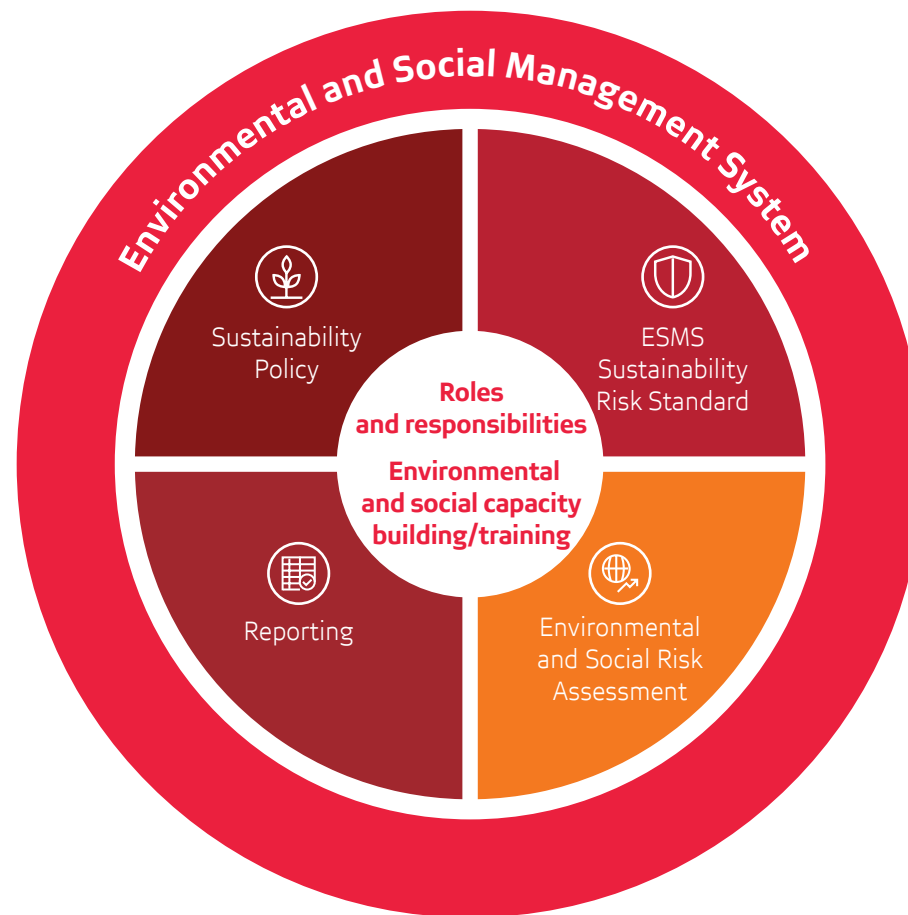 Environmental and Social Management System
Sustainability
Policy
ESMS
Sustainability
Risk Standard
Roles
and responsibilities
Environmental
and social capacity
building/training
Reporting
Environmental
and Social Risk
Assessment